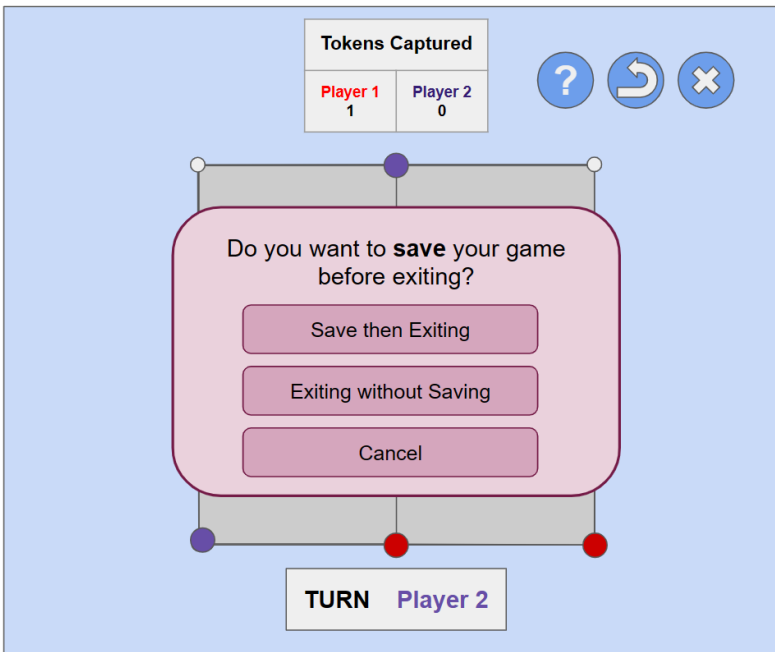 Tokens Captured
Player 1
1
Player 2
0
?
Do you want to save your game
before exiting?
Save then Exiting
Exiting without Saving
Cancel
TURN Player 2